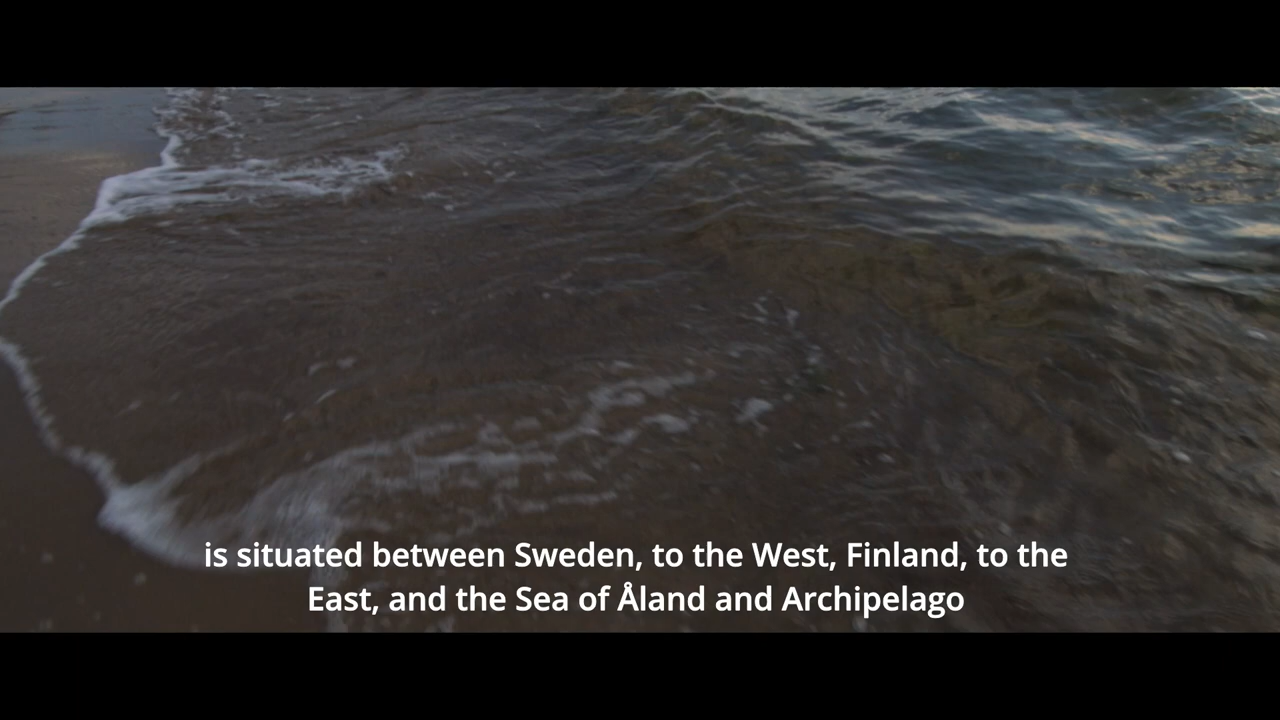 is situated between Sweden, to the West, Finland, to the
East, and the Sea of Åland and Archipelago